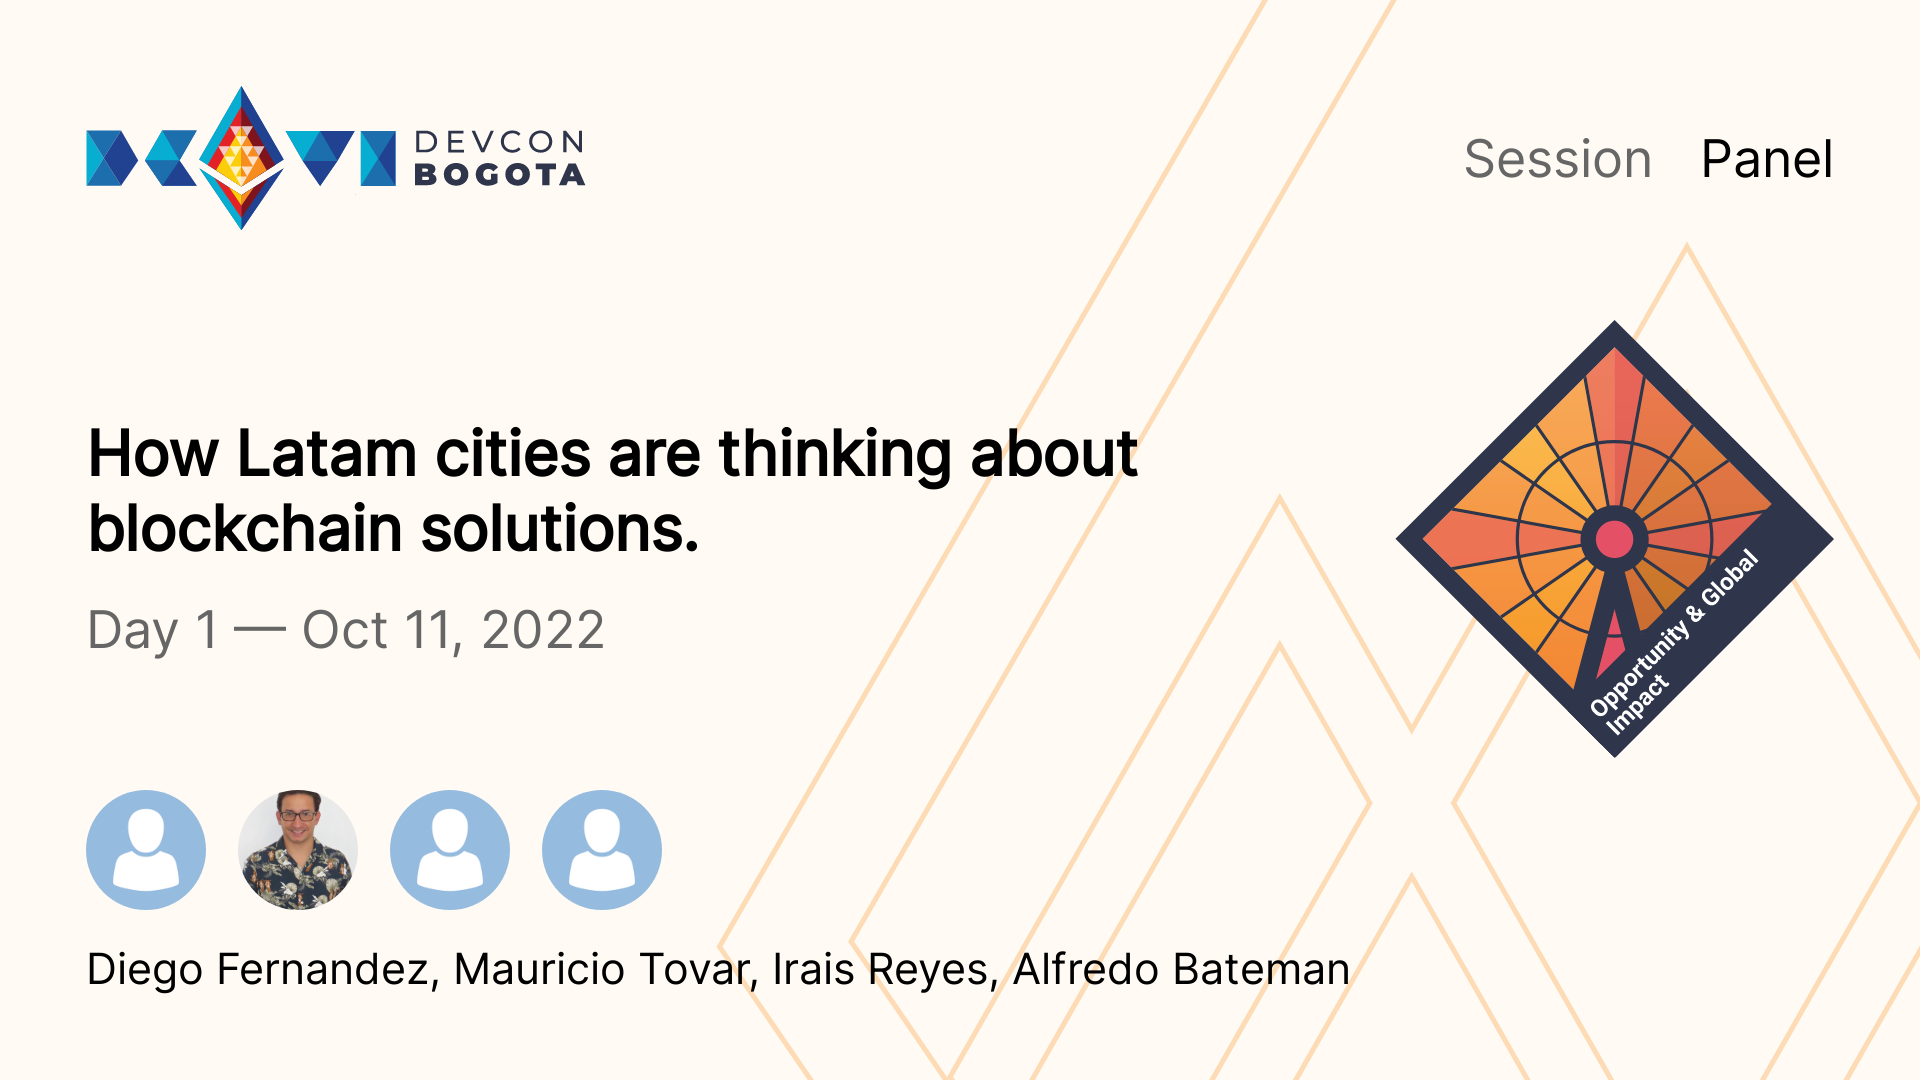 DEVCON
BOGOTA
Session Panel
How Latam cities are thinking about
blockchain solutions.
Day 1 — Oct 11, 2022
Opportunity & Global
Impact
Diego Fernandez, Mauricio Tovar, Irais Reyes, Alfredo Bateman